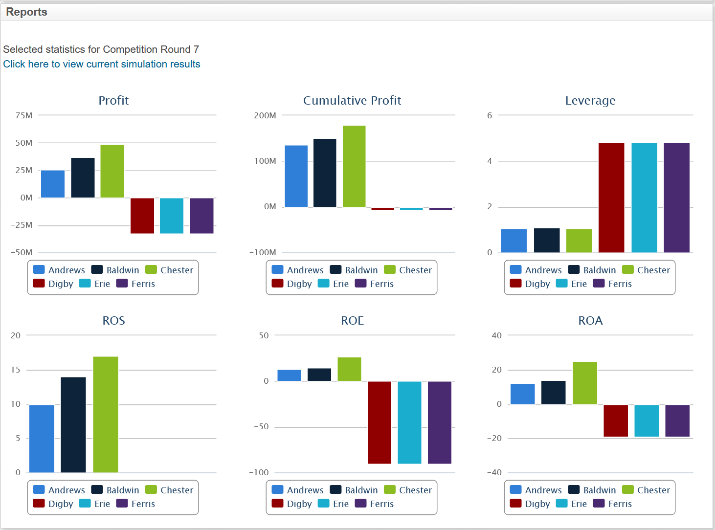 Reports
Selected statistics for Competition Round 7
Click here to view current simulation results
Profit
75M
50M
25M
0M
−25M
−50M
Andrews Baldwin Chester
Digby Erie Ferris
Cumulative Profit
200M
100M
0M
−100M
Andrews Baldwin Chester
Digby Erie Ferris
Leverage
6
4
2
0
Andrews Baldwin Chester
Digby Erie Ferris
ROS
20
15
10
5
0
Andrews Baldwin Chester
Digby Erie Ferris
ROE
50
0
−50
−100
Andrews Baldwin Chester
Digby Erie Ferris
ROA
40
20
0
−20
−40
Andrews Baldwin Chester
Digby Erie Ferris